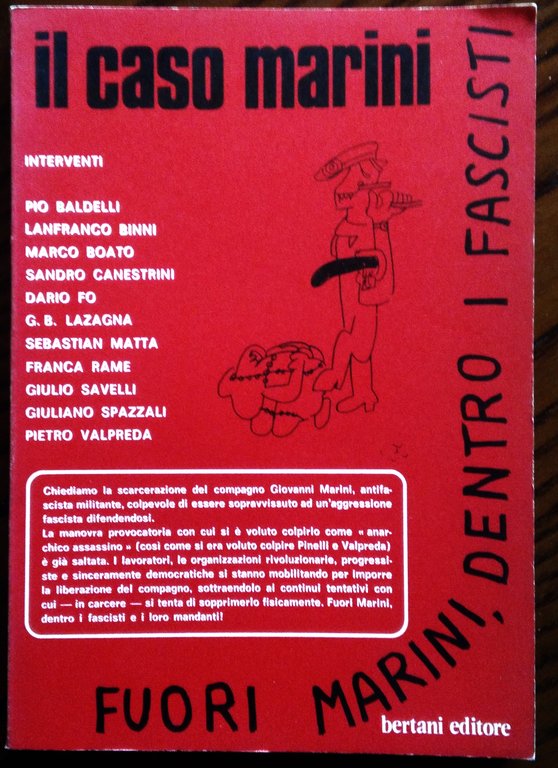 il caso marini
INTERVENTI
PIO BALDELLI
LANFRANCO BINNI
MARCO BOATO
SANDRO CANESTRINI
DARIO FO
G. B. LAZAGNA
SEBASTIAN MATTA
FRANCA RAME
GIULIO SAVELLI
GIULIANO SPAZZALI
PIETRO VALPREDA
Chiediamo la scarcerazione del compagno Giovanni Marini, antifa-
scista militante, colpevole di essere sopravvissuto ad un'aggressione
fascista difendendosi.
La manovra provocatoria con cui si è voluto colpirlo come « anar-
chico assassino » (così come si era voluto colpire Pinelli e Valpreda)
è già saltata. I lavoratori, le organizzazioni rivoluzionarie, progressi-
ste e sinceramente democratiche si stanno mobilitando per imporre
la liberazione del compagno, sottraendolo ai continui tentativi con
cui — in carcere — si tenta di sopprimerlo fisicamente. Fuori Marini,
dentro i fascisti e i loro mandanti!
FUORI MARINI, DENTRO I FASCISTI
bertani editore